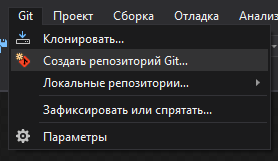 Git Проект Сборка Отладка Анализ
Клонировать...
Создать репозиторий Git...
Локальные репозитории...
Зафиксировать или спрятать...
Параметры